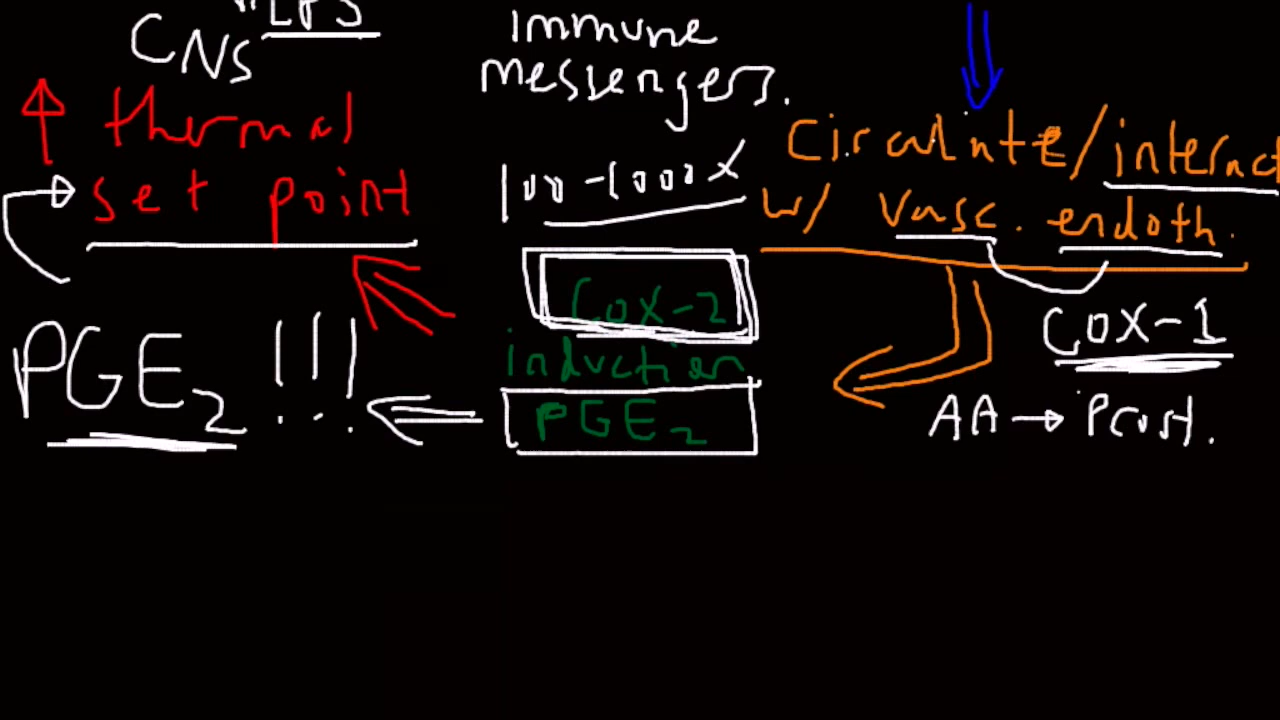 "LPS
CNS
↑ thermal
set point
PGE₂ !!!
immune
messengers.
100-1000x
COX-2
induction
PGE₂
Circulate/interact
w/ vasc. endoth.
COX-1
AA → Prost.